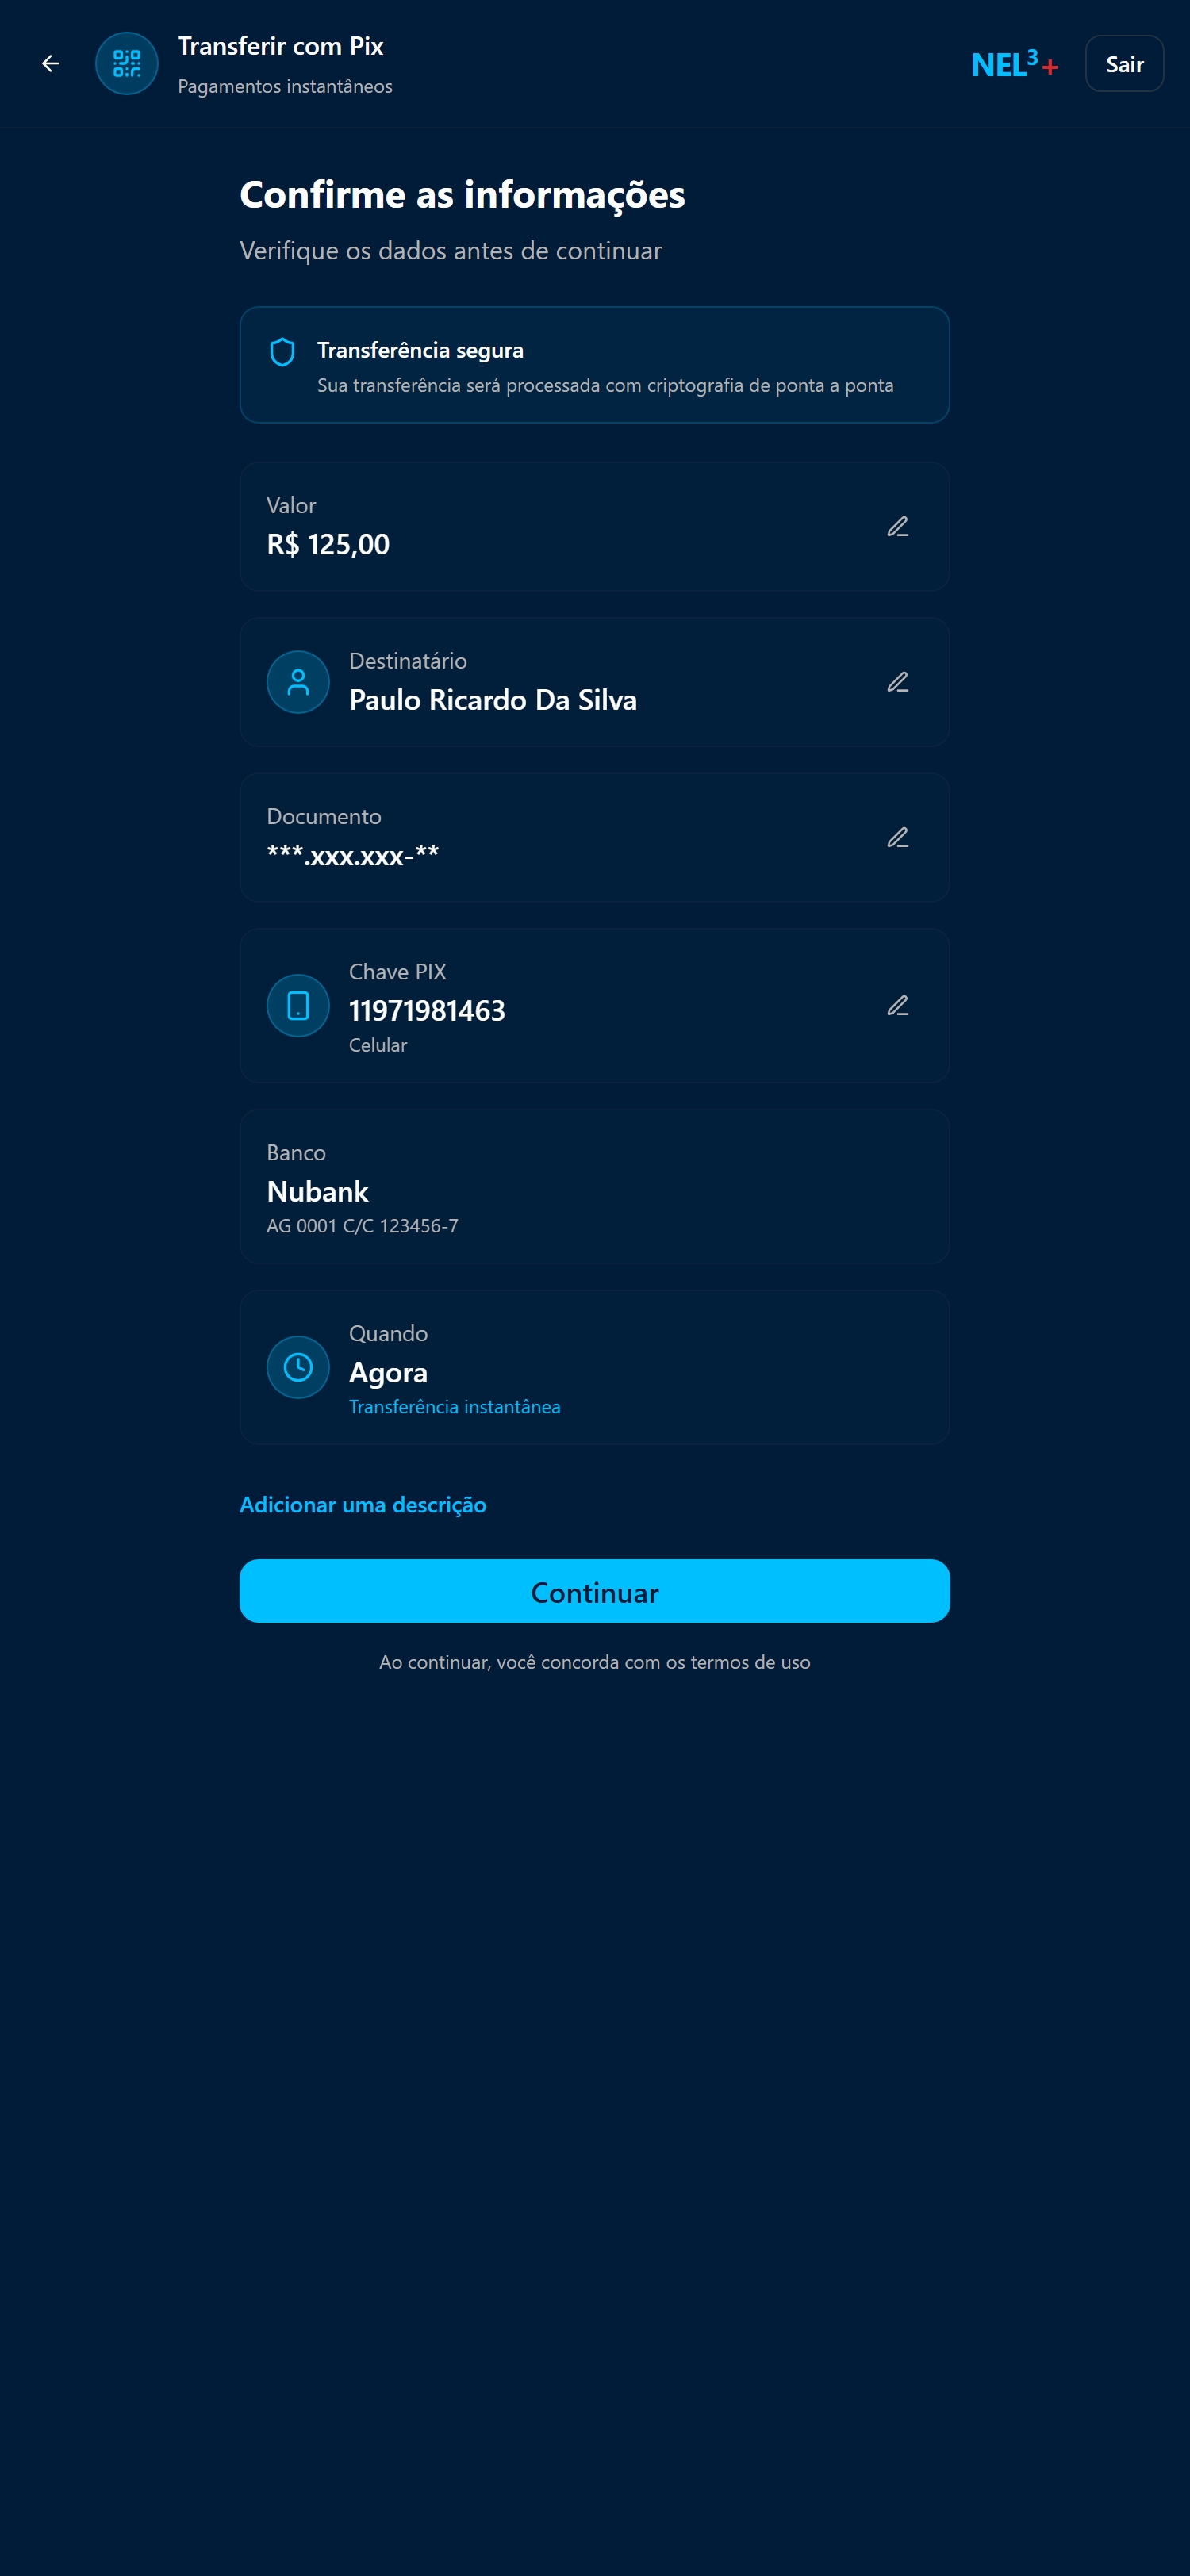 Transferir com Pix
Pagamentos instantâneos
NEL³+
Sair
Confirme as informações
Verifique os dados antes de continuar
Transferência segura
Sua transferência será processada com criptografia de ponta a ponta
Valor
R$ 125,00
Destinatário
Paulo Ricardo Da Silva
Documento
***.xxx.xxx-**
Chave PIX
11971981463
Celular
Banco
Nubank
AG 0001 C/C 123456-7
Quando
Agora
Transferência instantânea
Adicionar uma descrição
Continuar
Ao continuar, você concorda com os termos de uso